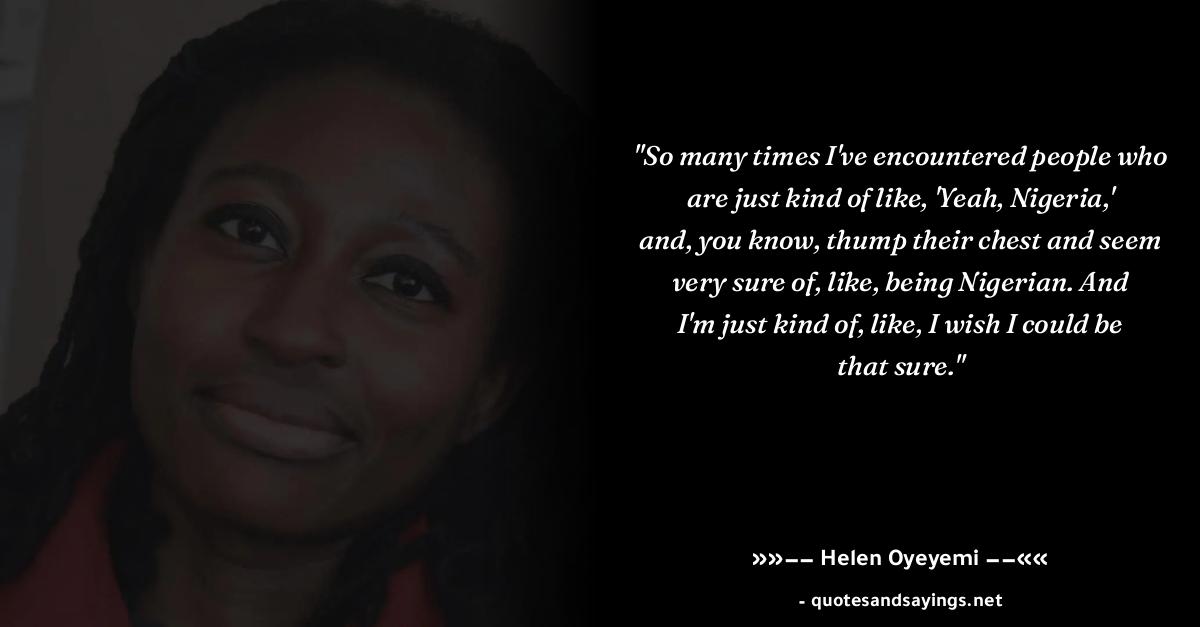 "So many times I've encountered people who
are just kind of like, 'Yeah, Nigeria,'
and, you know, thump their chest and seem
very sure of, like, being Nigerian. And
I'm just kind of, like, I wish I could be
that sure."
»»–– Helen Oyeyemi ––««
- quotesandsayings.net